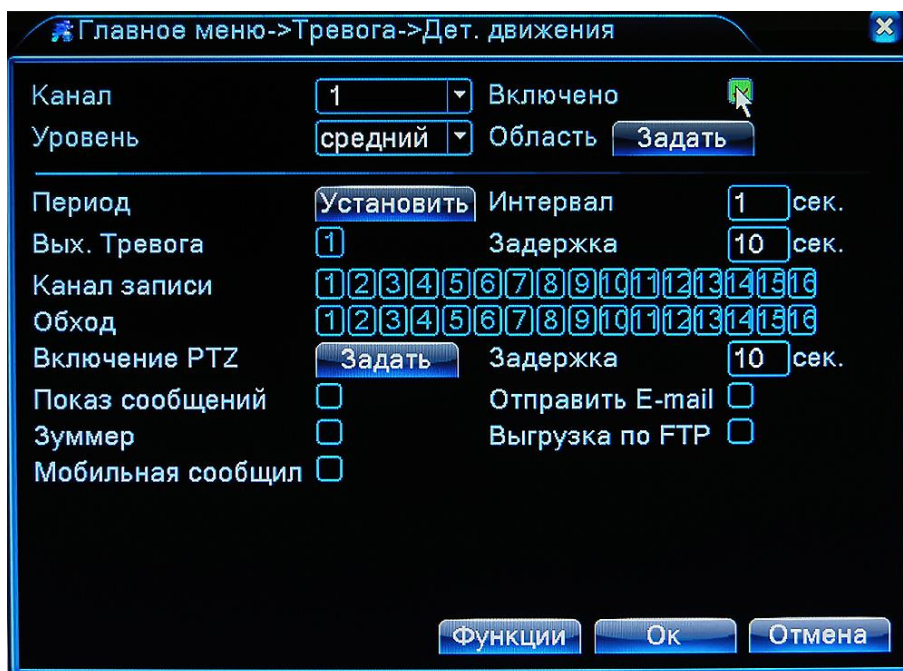 Главное меню->Тревога->Дет. движения
Канал 1 Включено
Уровень средний Область Задать
Период Установить Интервал 1 сек.
Вых. Тревога 1 Задержка 10 сек.
Канал записи 1 2 3 4 5 6 7 8 9 10 11 12 13 14 15 16
Обход 1 2 3 4 5 6 7 8 9 10 11 12 13 14 15 16
Включение PTZ Задать Задержка 10 сек.
Показ сообщений Отправить E-mail
Зуммер Выгрузка по FTP
Мобильная сообщил
Функции Ок Отмена